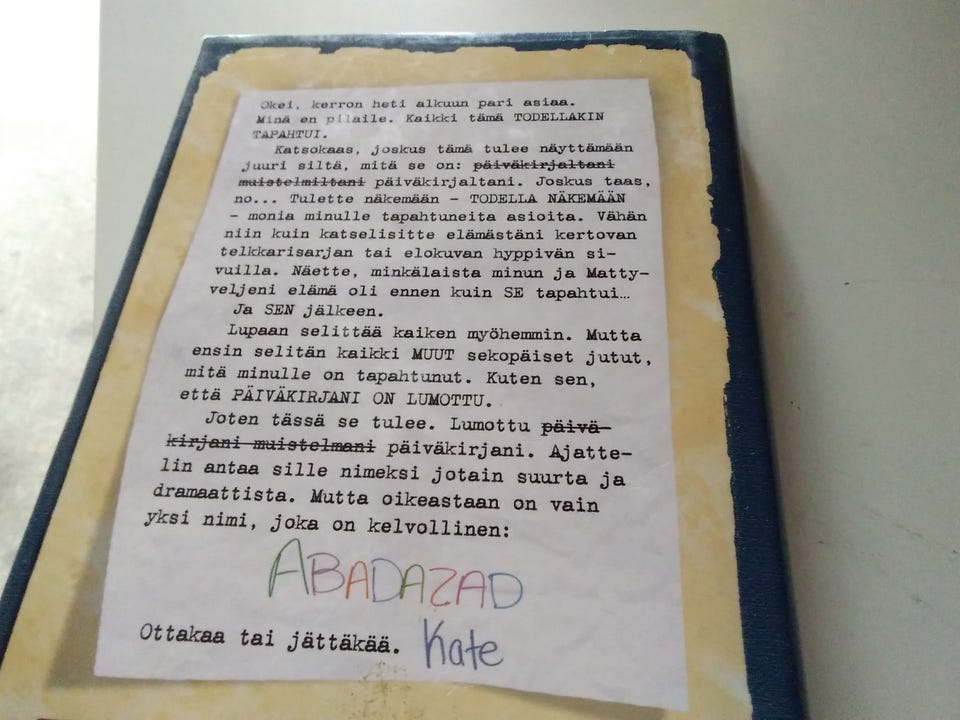 Okei, kerron heti alkuun pari asiaa.
Minä en pilaile. Kaikki tämä TODELLAKIN
TAPAHTUI.
Katsokaas, joskus tämä tulee näyttämään
juuri siltä, mitä se on: päiväkirjaltani
muistelmiltani päiväkirjaltani. Joskus taas,
no... Tulette näkemään – TODELLA NÄKEMÄÄN
– monia minulle tapahtuneita asioita. Vähän
niin kuin katselisitte elämästäni kertovan
telkkarisarjan tai elokuvan hyppivän si-
vuilla. Näette, minkälaista minun ja Matty-
veljeni elämä oli ennen kuin SE tapahtui…
Ja SEN jälkeen.
Lupaan selittää kaiken myöhemmin. Mutta
ensin selitän kaikki MUUT sekopäiset jutut,
mitä minulle on tapahtunut. Kuten sen,
että PÄIVÄKIRJANI ON LUMOTTU.
Joten tässä se tulee. Lumottu päivä-
kirjani muistelmani päiväkirjani. Ajatte-
lin antaa sille nimeksi jotain suurta ja
dramaattista. Mutta oikeastaan on vain
yksi nimi, joka on kelvollinen:
ABADAZAD
Ottakaa tai jättäkää. Kate